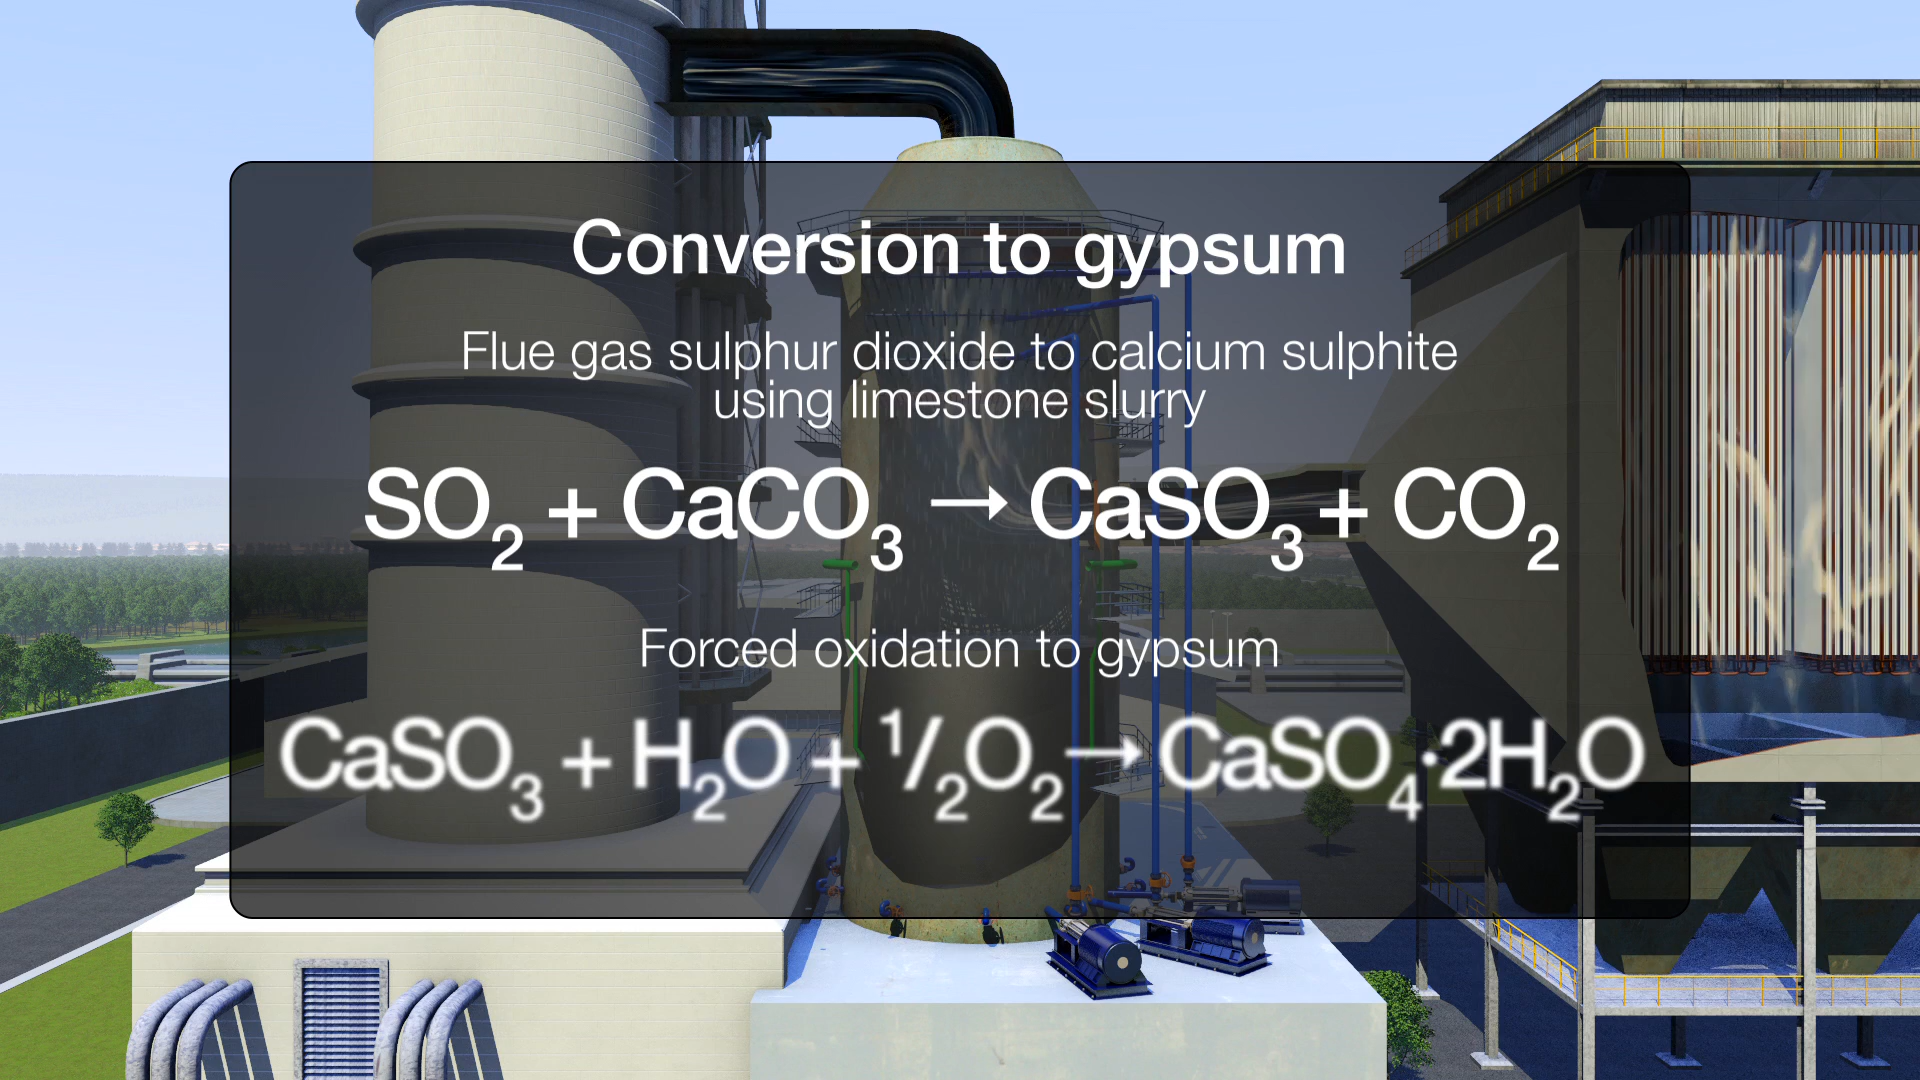 Conversion to gypsum
Flue gas sulphur dioxide to calcium sulphite
using limestone slurry
SO₂ + CaCO₃ → CaSO₃ + CO₂
Forced oxidation to gypsum
CaSO₃ + H₂O + ¹/₂O₂ → CaSO₄·2H₂O